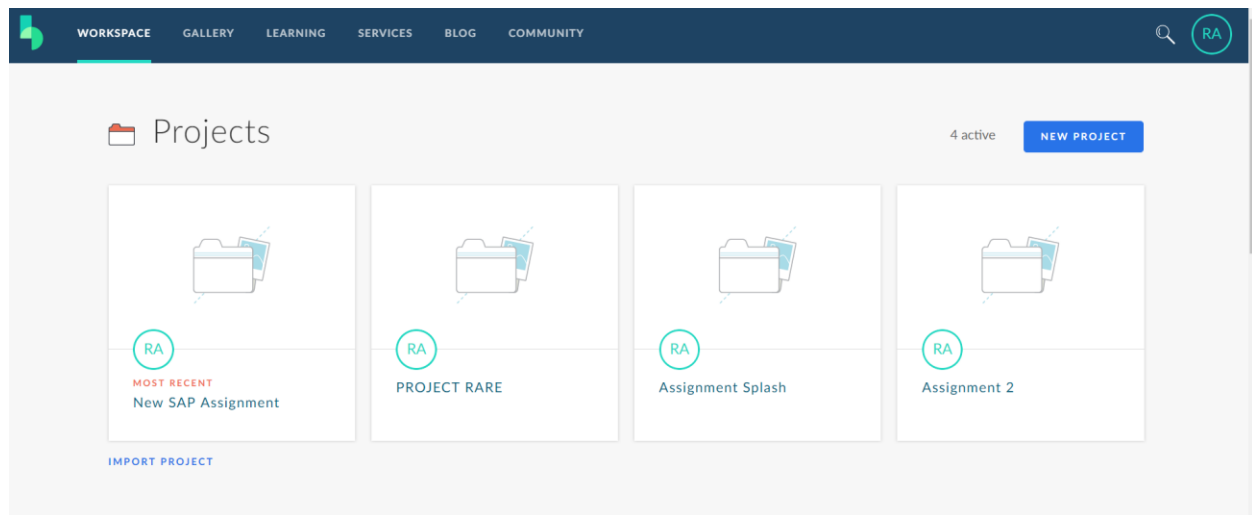 WORKSPACE GALLERY LEARNING SERVICES BLOG COMMUNITY RA
Projects 4 active NEW PROJECT
RA RA RA RA
MOST RECENT
New SAP Assignment PROJECT RARE Assignment Splash Assignment 2
IMPORT PROJECT